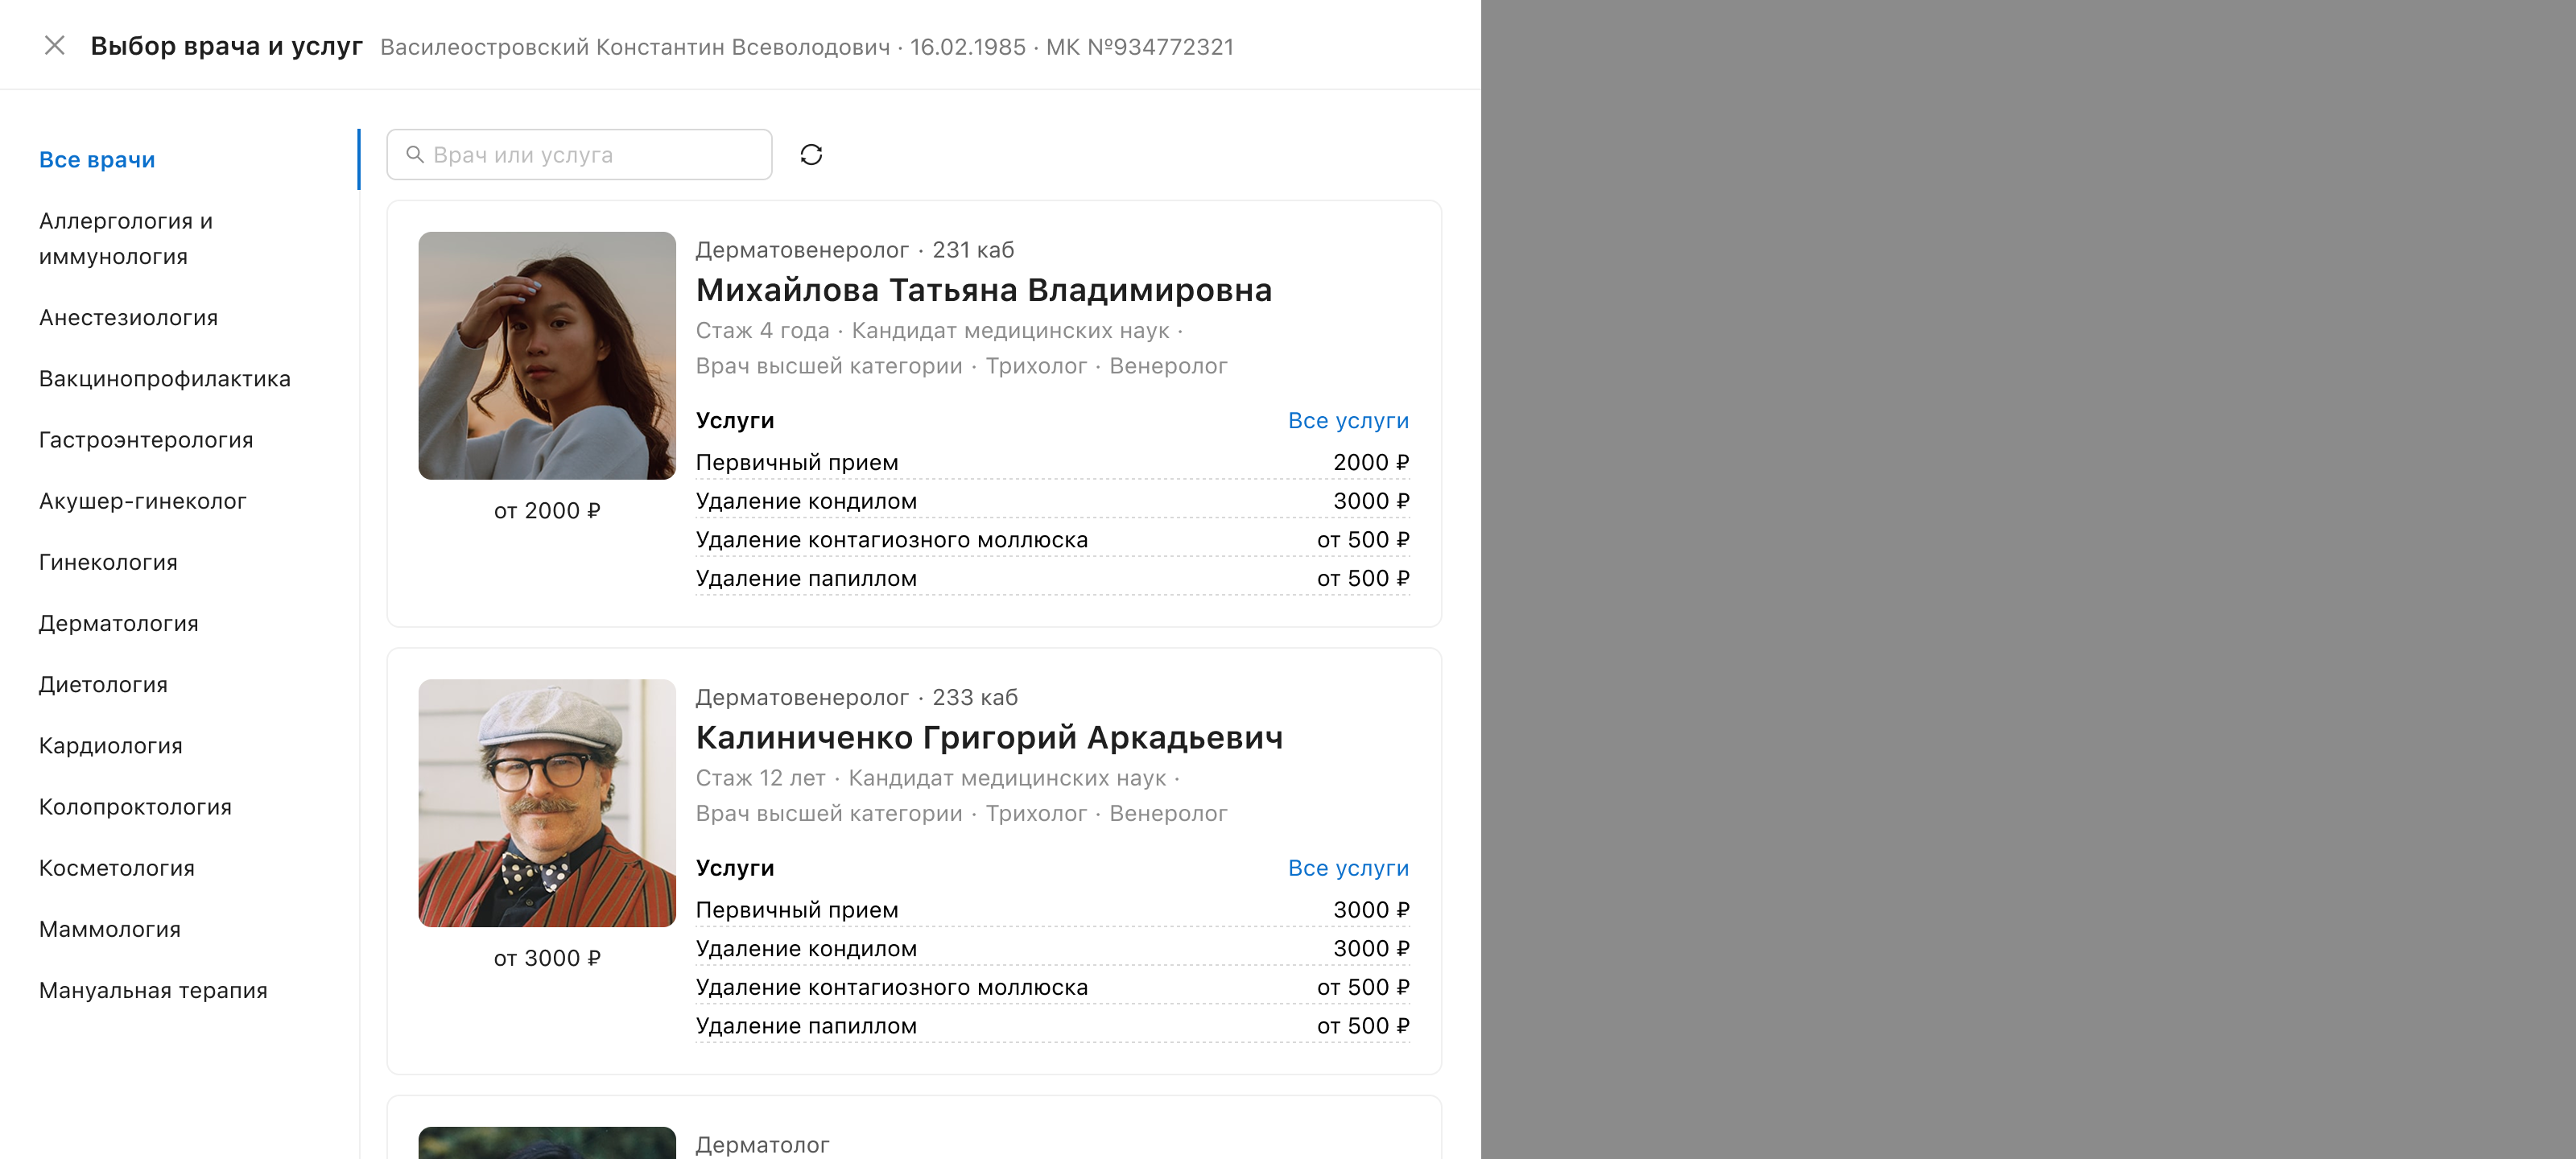 Выбор врача и услуг Василеостровский Константин Всеволодович · 16.02.1985 · МК №934772321
Все врачи
Аллергология и
иммунология
Анестезиология
Вакцинопрофилактика
Гастроэнтерология
Акушер-гинеколог
Гинекология
Дерматология
Диетология
Кардиология
Колопроктология
Косметология
Маммология
Мануальная терапия
Врач или услуга
Дерматовенеролог · 231 каб
Михайлова Татьяна Владимировна
Стаж 4 года · Кандидат медицинских наук ·
Врач высшей категории · Трихолог · Венеролог
от 2000 ₽
Услуги Все услуги
Первичный прием 2000 ₽
Удаление кондилом 3000 ₽
Удаление контагиозного моллюска от 500 ₽
Удаление папиллом от 500 ₽
Дерматовенеролог · 233 каб
Калиниченко Григорий Аркадьевич
Стаж 12 лет · Кандидат медицинских наук ·
Врач высшей категории · Трихолог · Венеролог
от 3000 ₽
Услуги Все услуги
Первичный прием 3000 ₽
Удаление кондилом 3000 ₽
Удаление контагиозного моллюска от 500 ₽
Удаление папиллом от 500 ₽
Дерматолог